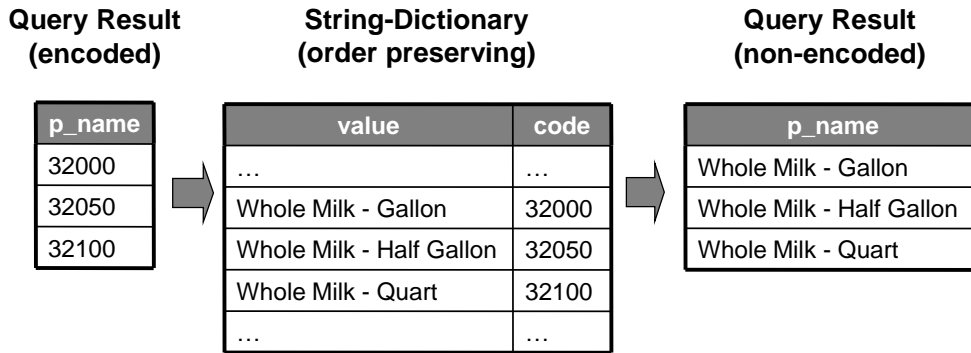 Query Result
(encoded)
String-Dictionary
(order preserving)
Query Result
(non-encoded)
p_name
32000
32050
32100
value code
… …
Whole Milk - Gallon 32000
Whole Milk - Half Gallon 32050
Whole Milk - Quart 32100
… …
p_name
Whole Milk - Gallon
Whole Milk - Half Gallon
Whole Milk - Quart